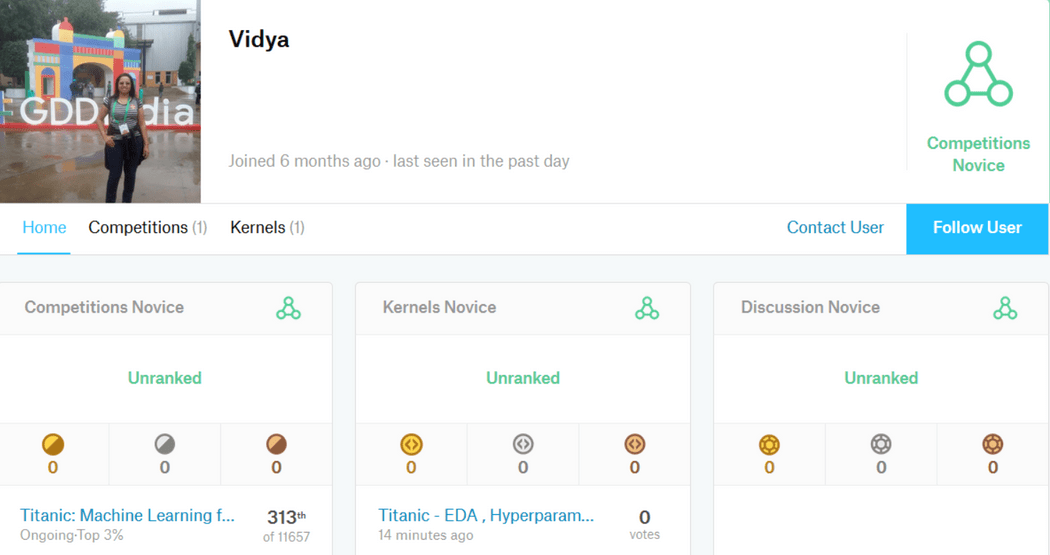 GDD
dia
Vidya
Joined 6 months ago · last seen in the past day
Competitions
Novice
Home Competitions (1) Kernels (1) Contact User Follow User
Competitions Novice
Kernels Novice
Discussion Novice
Unranked
Unranked
Unranked
0 0 0
0 0 0
0 0 0
Titanic: Machine Learning f... 313th
Ongoing·Top 3% of 11657
Titanic - EDA , Hyperparam... 0
14 minutes ago votes